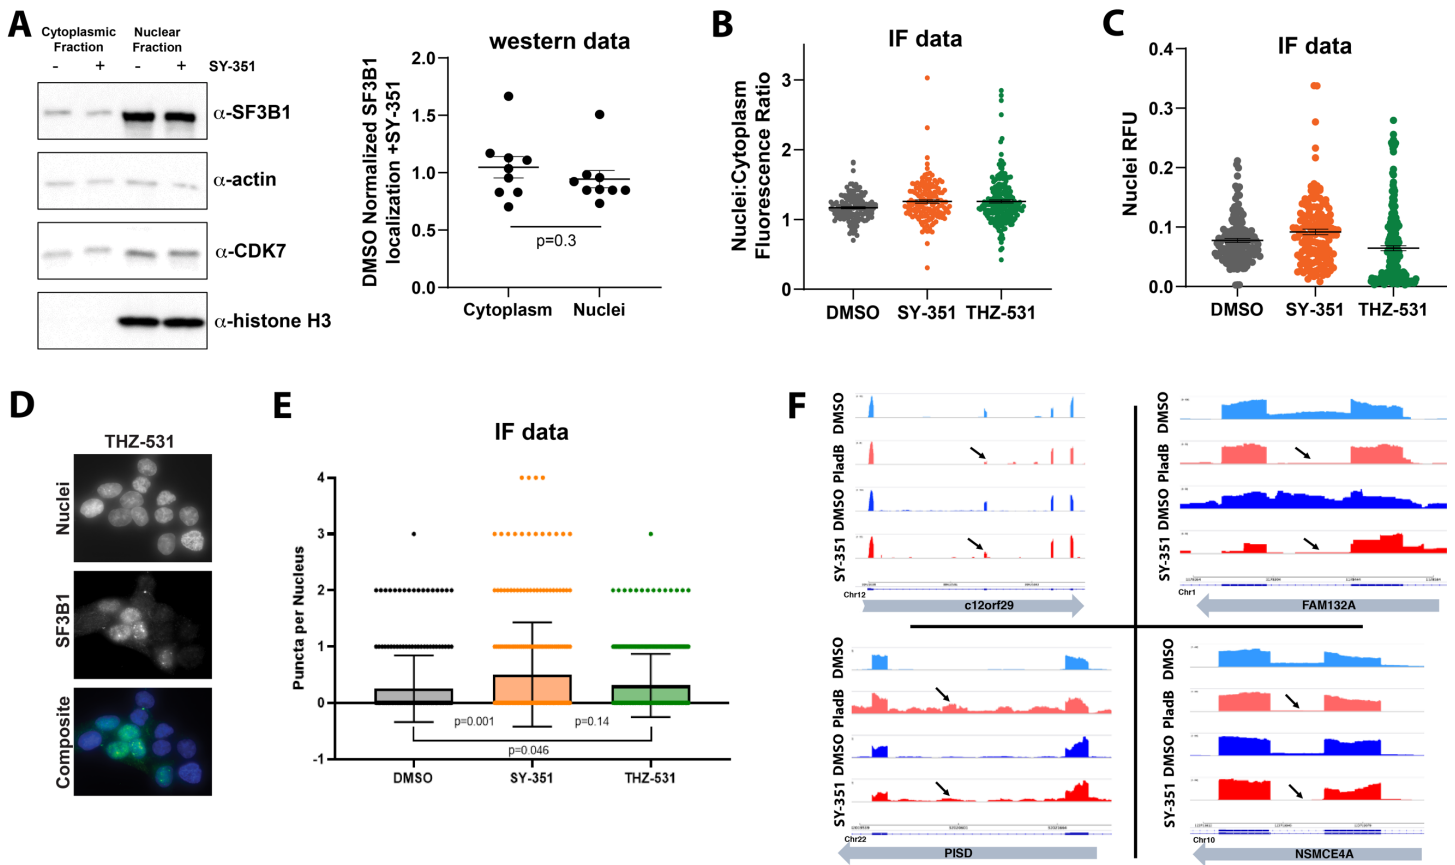 A
Cytoplasmic Fraction
Nuclear Fraction
- + - + SY-351
α-SF3B1
α-actin
α-CDK7
α-histone H3
western data
DMSO Normalized SF3B1
localization +SY-351
2.0
1.5
1.0
0.5
0.0
p=0.3
Cytoplasm Nuclei
B
IF data
Nuclei:Cytoplasm
Fluorescence Ratio
3
2
1
0
DMSO SY-351 THZ-531
C
IF data
Nuclei RFU
0.4
0.3
0.2
0.1
0.0
DMSO SY-351 THZ-531
D
THZ-531
Nuclei
SF3B1
Composite
E
IF data
Puncta per Nucleus
4
3
2
1
0
-1
p=0.001
p=0.14
p=0.046
DMSO SY-351 THZ-531
F
DMSO
PladB
DMSO
SY-351
Chr12
c12orf29
DMSO
PladB
DMSO
SY-351
Chr1
FAM132A
DMSO
PladB
DMSO
SY-351
Chr22
PISD
DMSO
PladB
DMSO
SY-351
Chr10
NSMCE4A